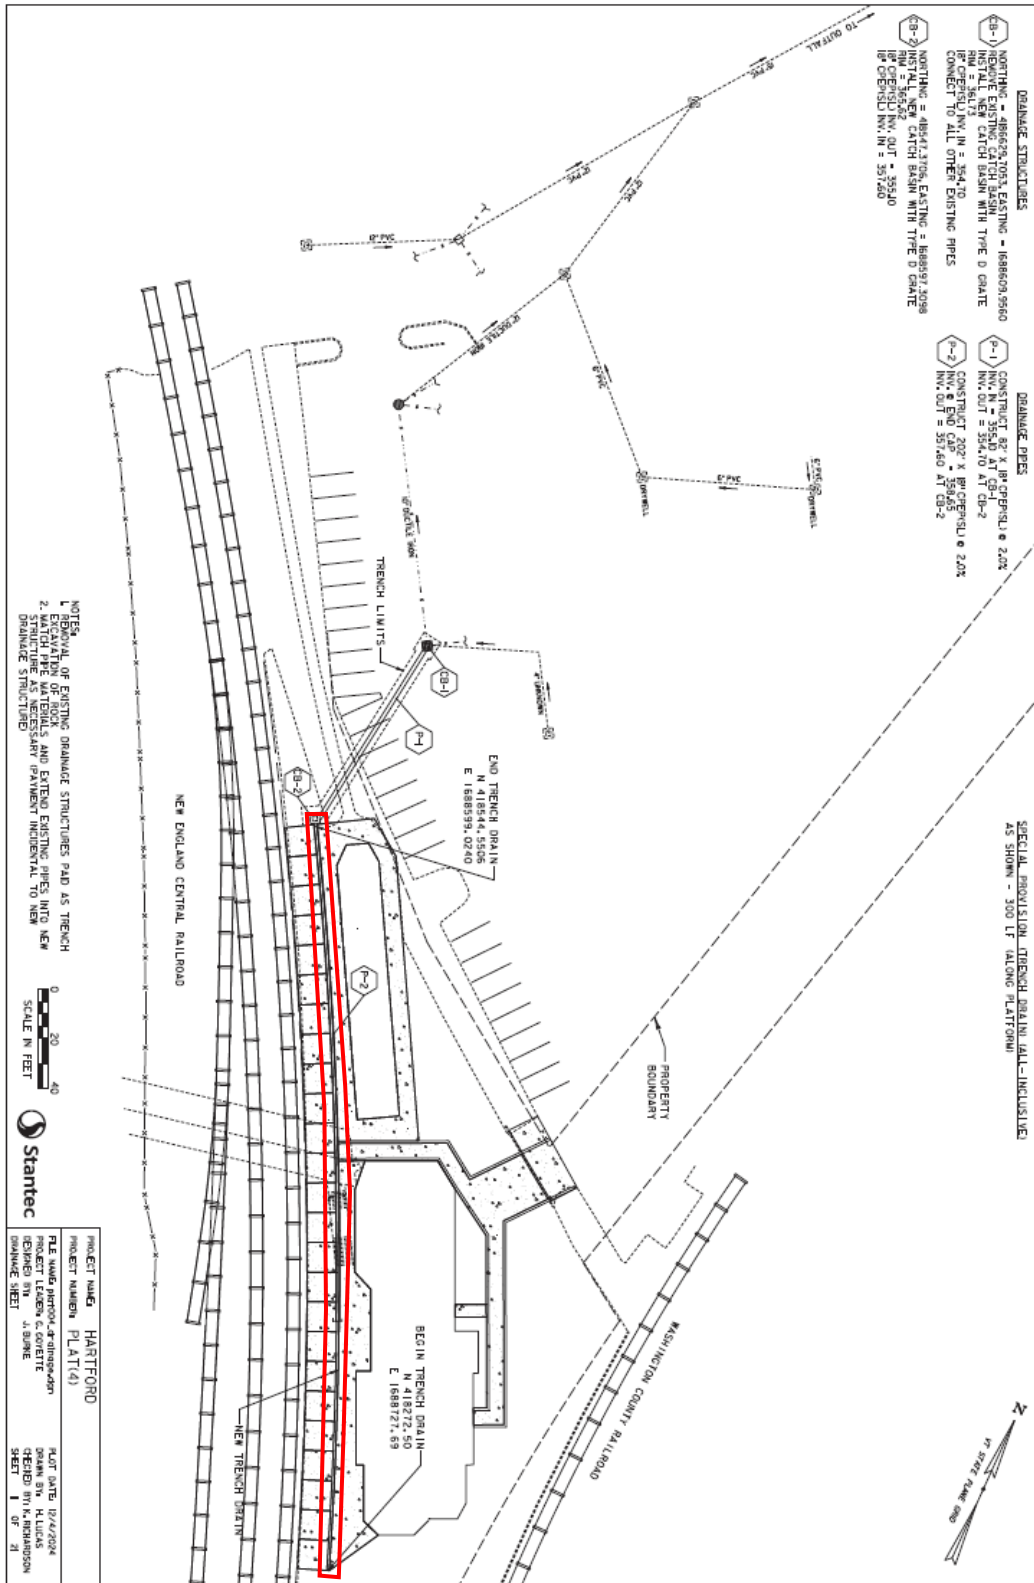 DRAINAGE STRUCTURES
CB-1
NORTHING = 418629.7053, EASTING = 1688609.9560
REMOVE EXISTING CATCH BASIN
INSTALL NEW CATCH BASIN WITH TYPE D GRATE
RIM = 361.73
18" CPEP(SL) INV. IN = 354.70
CONNECT TO ALL OTHER EXISTING PIPES
CB-2
NORTHING = 418547.3706, EASTING = 1688597.3098
INSTALL NEW CATCH BASIN WITH TYPE D GRATE
RIM = 365.62
18" CPEP(SL) INV. OUT = 355.10
18" CPEP(SL) INV. IN = 357.60
DRAINAGE PIPES
P-1
CONSTRUCT 82' X 18" CPEP(SL) @ 2.0%
INV. IN = 355.10 AT CB-1
INV. OUT = 354.70 AT CB-2
P-2
CONSTRUCT 202' X 18" CPEP(SL) @ 2.0%
INV. @ END CAP = 358.65
INV. OUT = 357.60 AT CB-2
SPECIAL PROVISION (TRENCH DRAIN) (ALL-INCLUSIVE)
AS SHOWN - 300 LF (ALONG PLATFORM)
TO OUTFALL
12" PVC
6" PVC
6" PVC
DRYWELL
6" PVC
DRYWELL
4" UNKNOWN
TRENCH LIMITS
CB-1
P-1
CB-2
P-2
END TRENCH DRAIN
N 418544.5506
E 1688599.0240
PROPERTY
BOUNDARY
BEGIN TRENCH DRAIN
N 418272.50
E 1688727.69
NEW TRENCH DRAIN
WASHINGTON COUNTY RAILROAD
NEW ENGLAND CENTRAL RAILROAD
N
VT STATE PLANE GRID
NOTES:
1. REMOVAL OF EXISTING DRAINAGE STRUCTURES PAID AS TRENCH
EXCAVATION OF ROCK
2. MATCH PIPE MATERIALS AND EXTEND EXISTING PIPES INTO NEW
STRUCTURE AS NECESSARY (PAYMENT INCIDENTAL TO NEW
DRAINAGE STRUCTURE)
0 20 40
SCALE IN FEET
Stantec
PROJECT NAME: HARTFORD
PROJECT NUMBER: PLAT(4)
PROJECT LEADER: G. GOYETTE
DESIGNED BY: J. BURKE
DRAINAGE SHEET
PLOT DATE: 12/4/2024
DRAWN BY: H. LUCAS
CHECKED BY: K. RICHARDSON
SHEET 1 OF 21